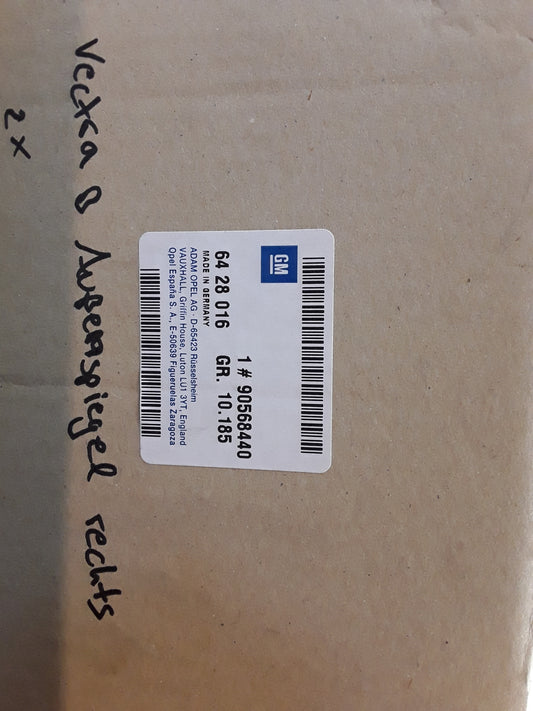 GM
1 # 90568440
64 28 016 GR. 10.185
MADE IN GERMANY
ADAM OPEL AG · D-65423 Rüsselsheim
VAUXHALL, Griffin House, Luton LU1 3YT, England
Opel España S. A., E-50639 Figueruelas Zaragoza
Vectra B Außenspiegel rechts
2 x